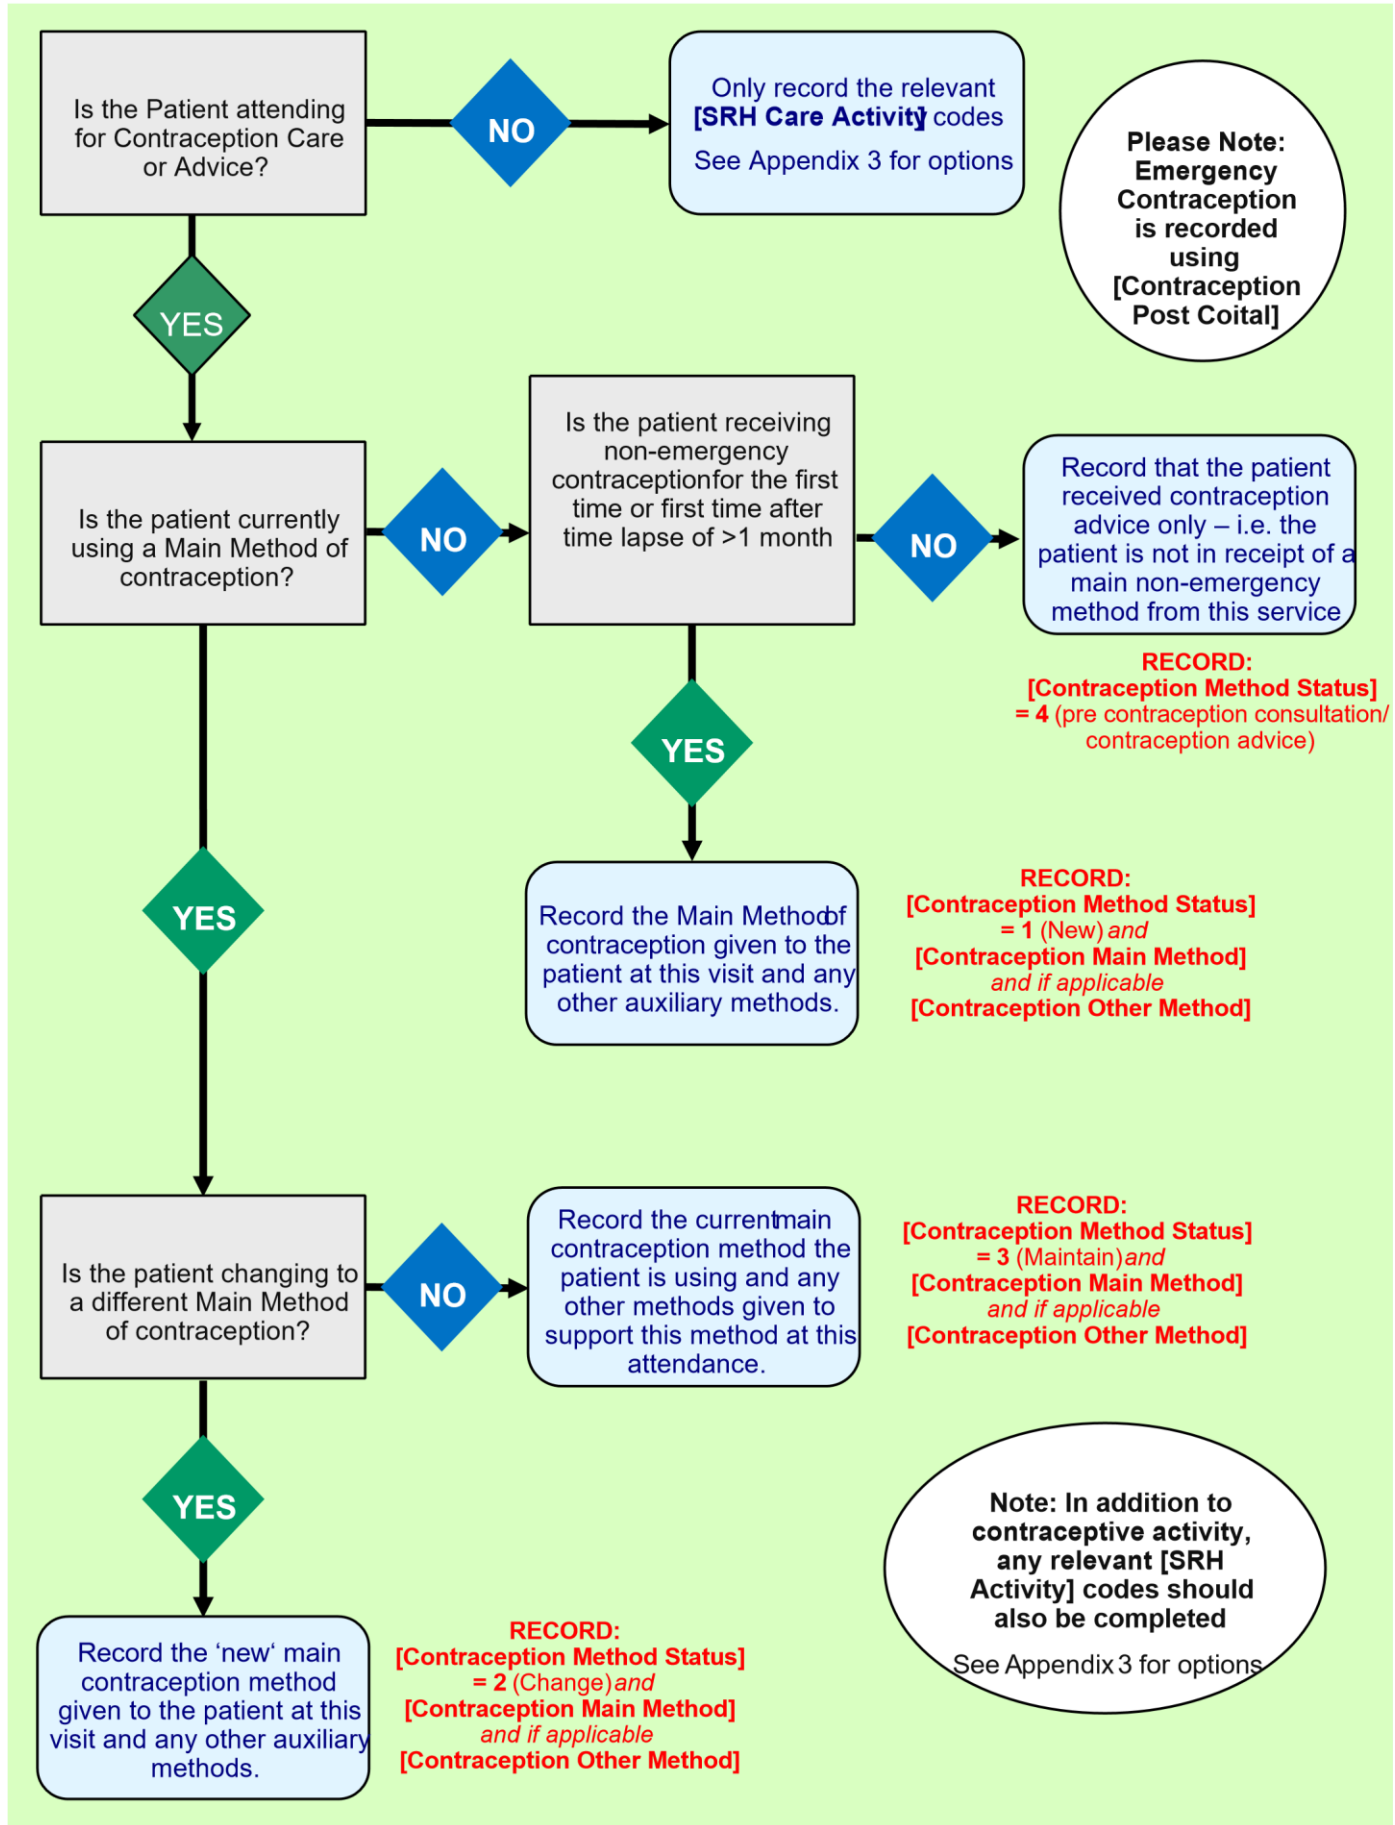 Is the Patient attending
for Contraception Care
or Advice?
NO
Only record the relevant
[SRH Care Activity] codes
See Appendix 3 for options
Please Note:
Emergency
Contraception
is recorded
using
[Contraception
Post Coital]
YES
Is the patient currently
using a Main Method of
contraception?
NO
Is the patient receiving
non-emergency
contraception for the first
time or first time after
time lapse of >1 month
NO
Record that the patient
received contraception
advice only – i.e. the
patient is not in receipt of a
main non-emergency
method from this service
RECORD:
[Contraception Method Status]
= 4 (pre contraception consultation/
contraception advice)
YES
Record the Main Method of
contraception given to the
patient at this visit and any
other auxiliary methods.
RECORD:
[Contraception Method Status]
= 1 (New) and
[Contraception Main Method]
and if applicable
[Contraception Other Method]
YES
Is the patient changing to
a different Main Method
of contraception?
NO
Record the current main
contraception method the
patient is using and any
other methods given to
support this method at this
attendance.
RECORD:
[Contraception Method Status]
= 3 (Maintain) and
[Contraception Main Method]
and if applicable
[Contraception Other Method]
YES
Record the ‘new‘ main
contraception method
given to the patient at this
visit and any other auxiliary
methods.
RECORD:
[Contraception Method Status]
= 2 (Change) and
[Contraception Main Method]
and if applicable
[Contraception Other Method]
Note: In addition to
contraceptive activity,
any relevant [SRH
Activity] codes should
also be completed
See Appendix 3 for options